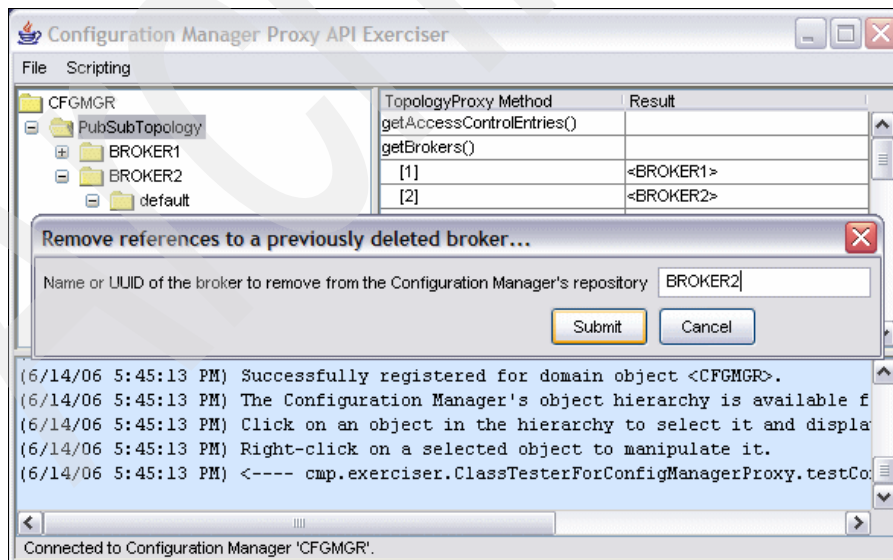 Configuration Manager Proxy API Exerciser
File Scripting
CFGMGR
PubSubTopology
BROKER1
BROKER2
default
TopologyProxy Method Result
getAccessControlEntries()
getBrokers()
[1] <BROKER1>
[2] <BROKER2>
Remove references to a previously deleted broker...
Name or UUID of the broker to remove from the Configuration Manager's repository BROKER2
Submit Cancel
(6/14/06 5:45:13 PM) Successfully registered for domain object <CFGMGR>.
(6/14/06 5:45:13 PM) The Configuration Manager's object hierarchy is available f
(6/14/06 5:45:13 PM) Click on an object in the hierarchy to select it and displa
(6/14/06 5:45:13 PM) Right-click on a selected object to manipulate it.
(6/14/06 5:45:13 PM) <---- cmp.exerciser.ClassTesterForConfigManagerProxy.testCo
Connected to Configuration Manager 'CFGMGR'.